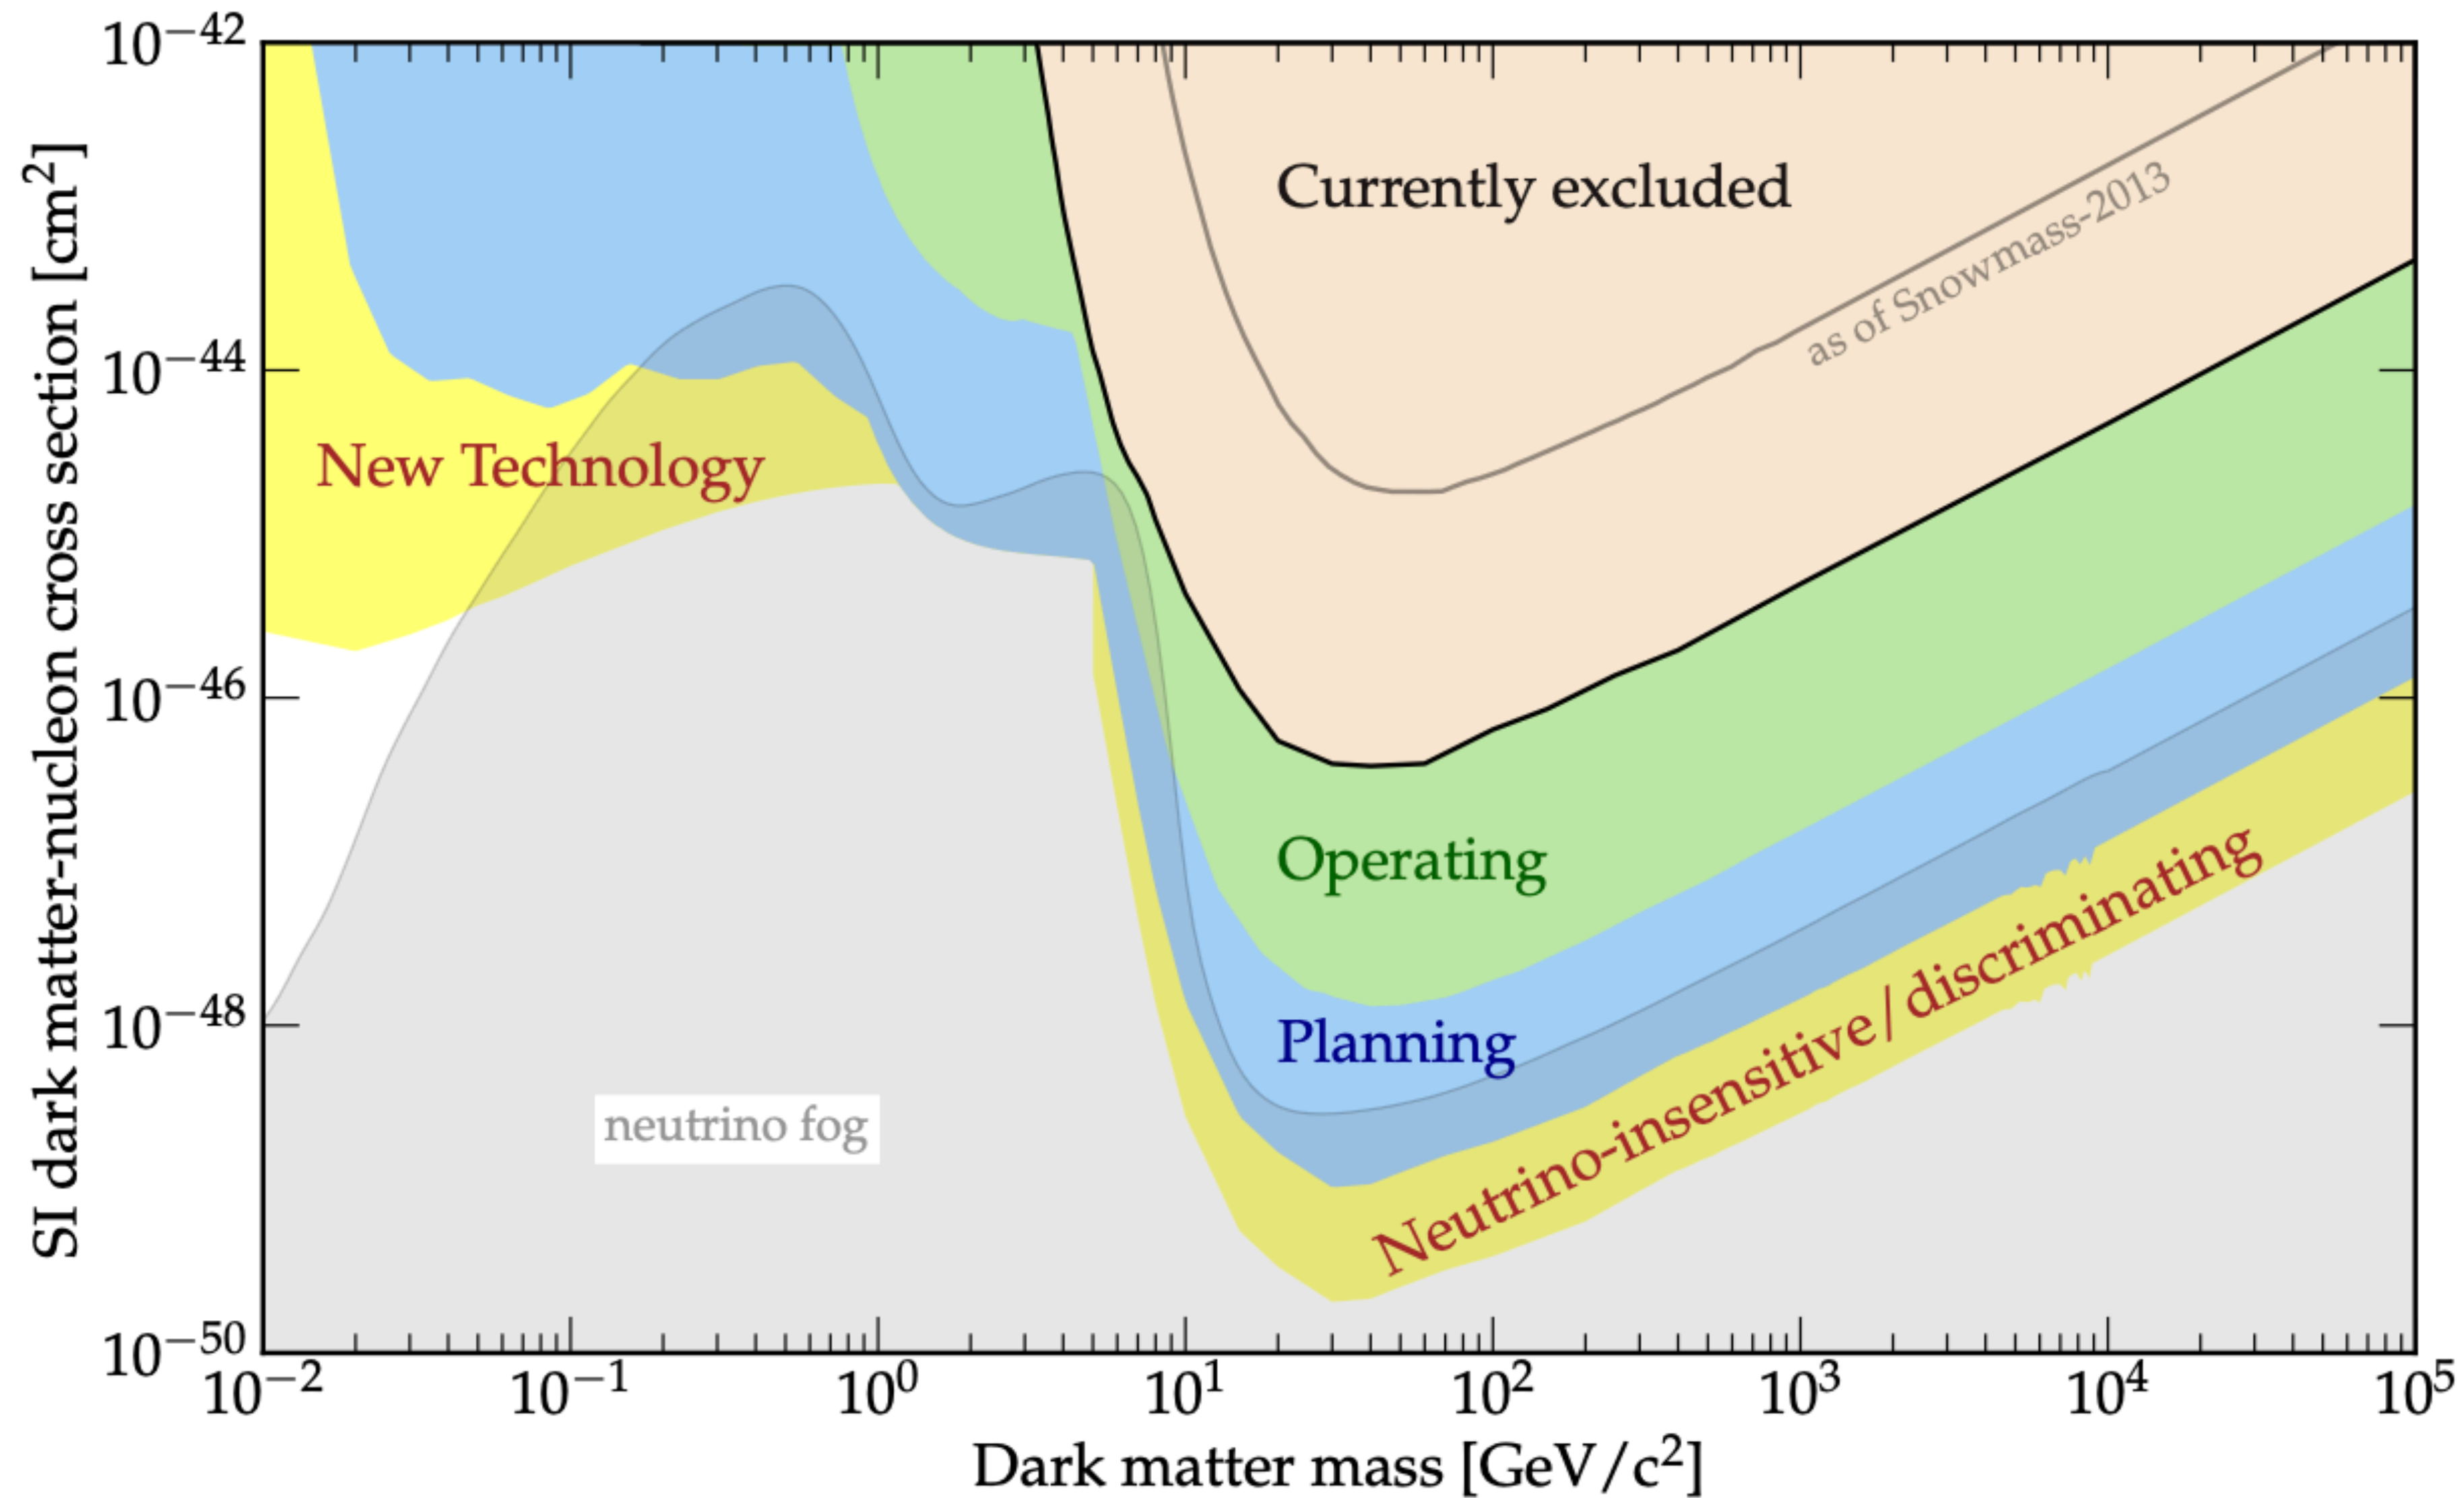 SI dark matter-nucleon cross section [cm²]
10⁻⁴²
10⁻⁴⁴
10⁻⁴⁶
10⁻⁴⁸
10⁻⁵⁰
Currently excluded
as of Snowmass-2013
New Technology
Operating
Planning
Neutrino-insensitive/discriminating
neutrino fog
10⁻² 10⁻¹ 10⁰ 10¹ 10² 10³ 10⁴ 10⁵
Dark matter mass [GeV/c²]